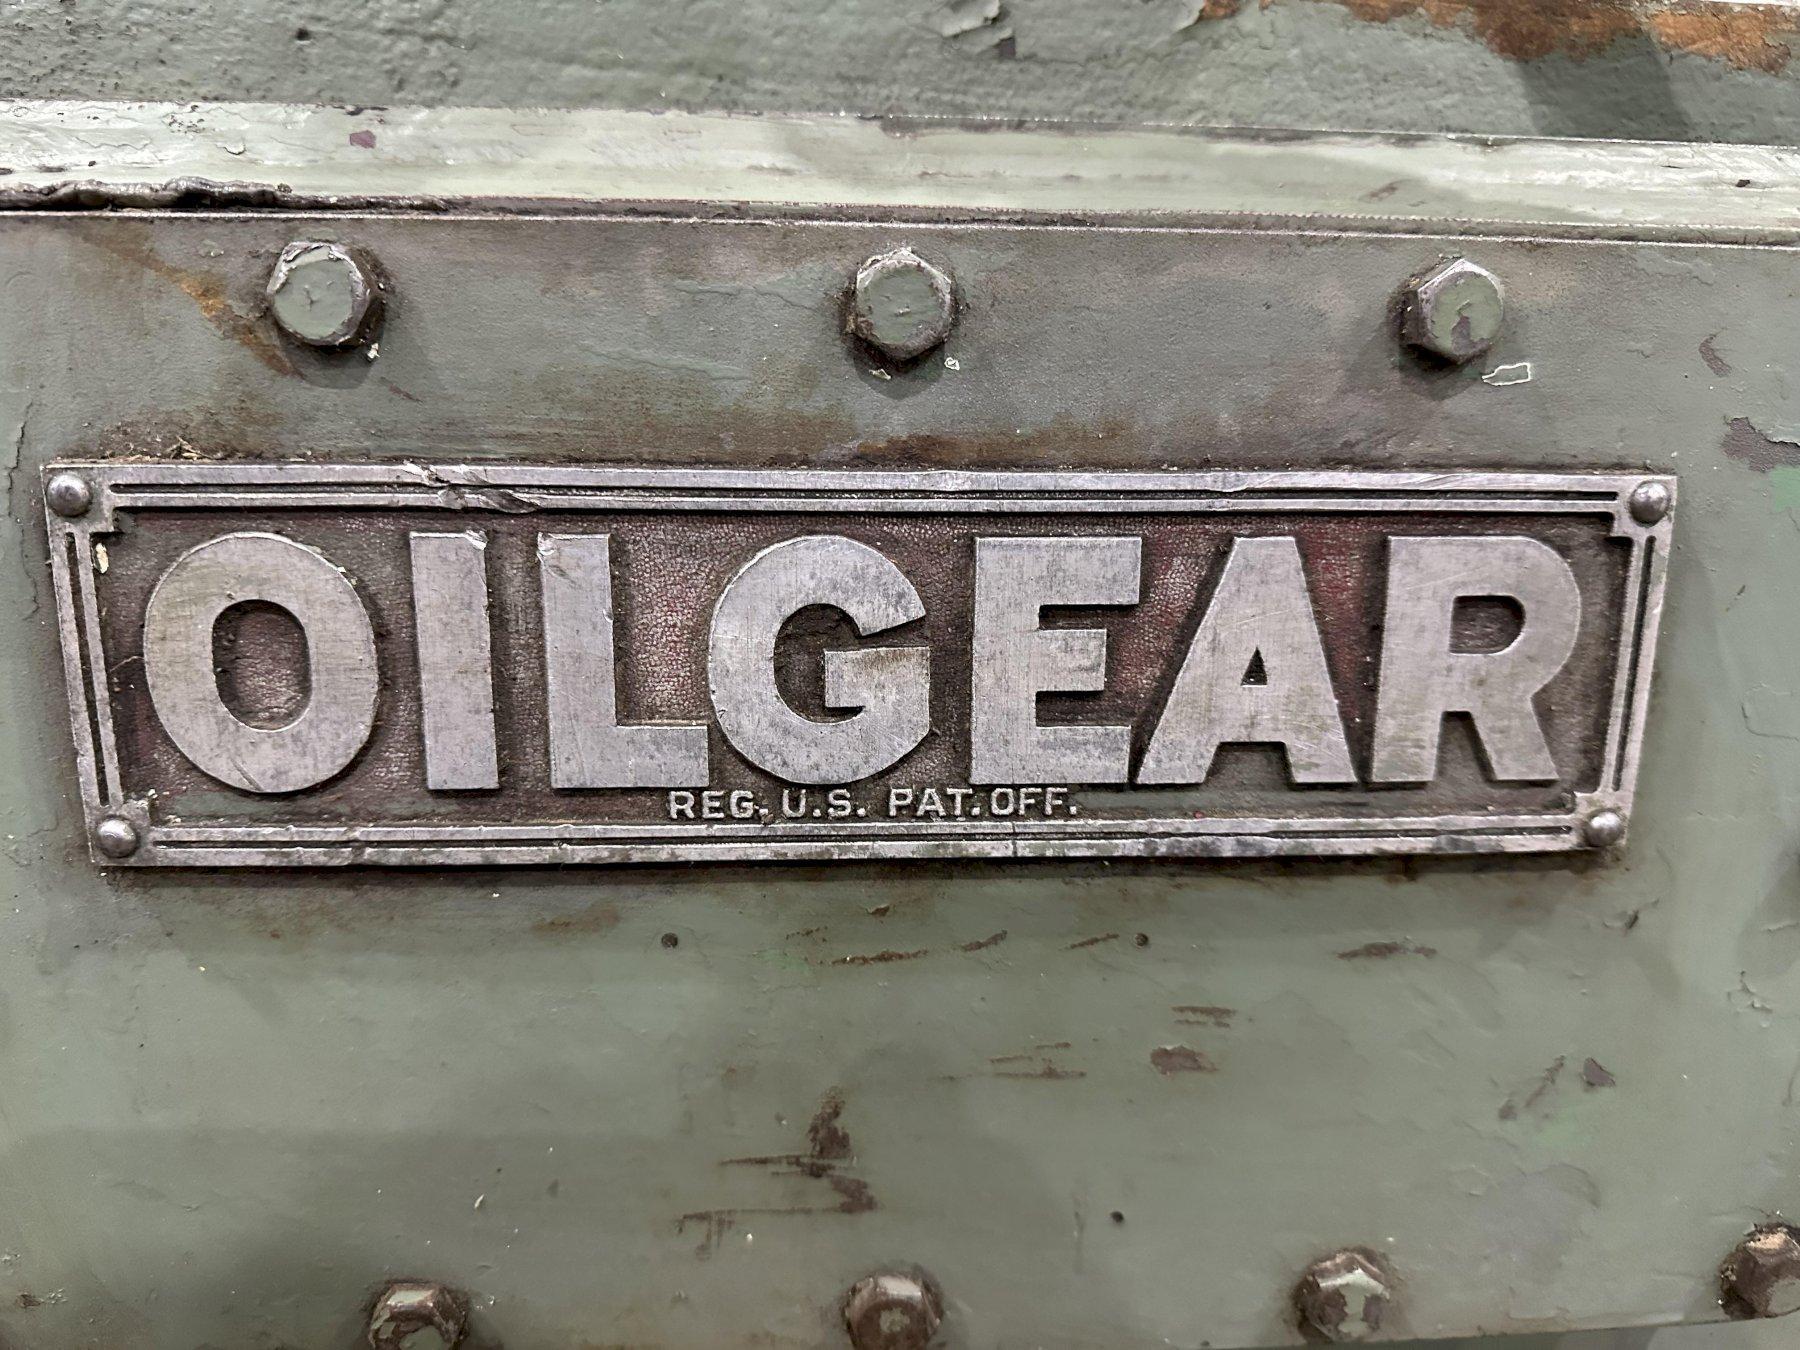 OILGEAR
REG. U.S. PAT. OFF.